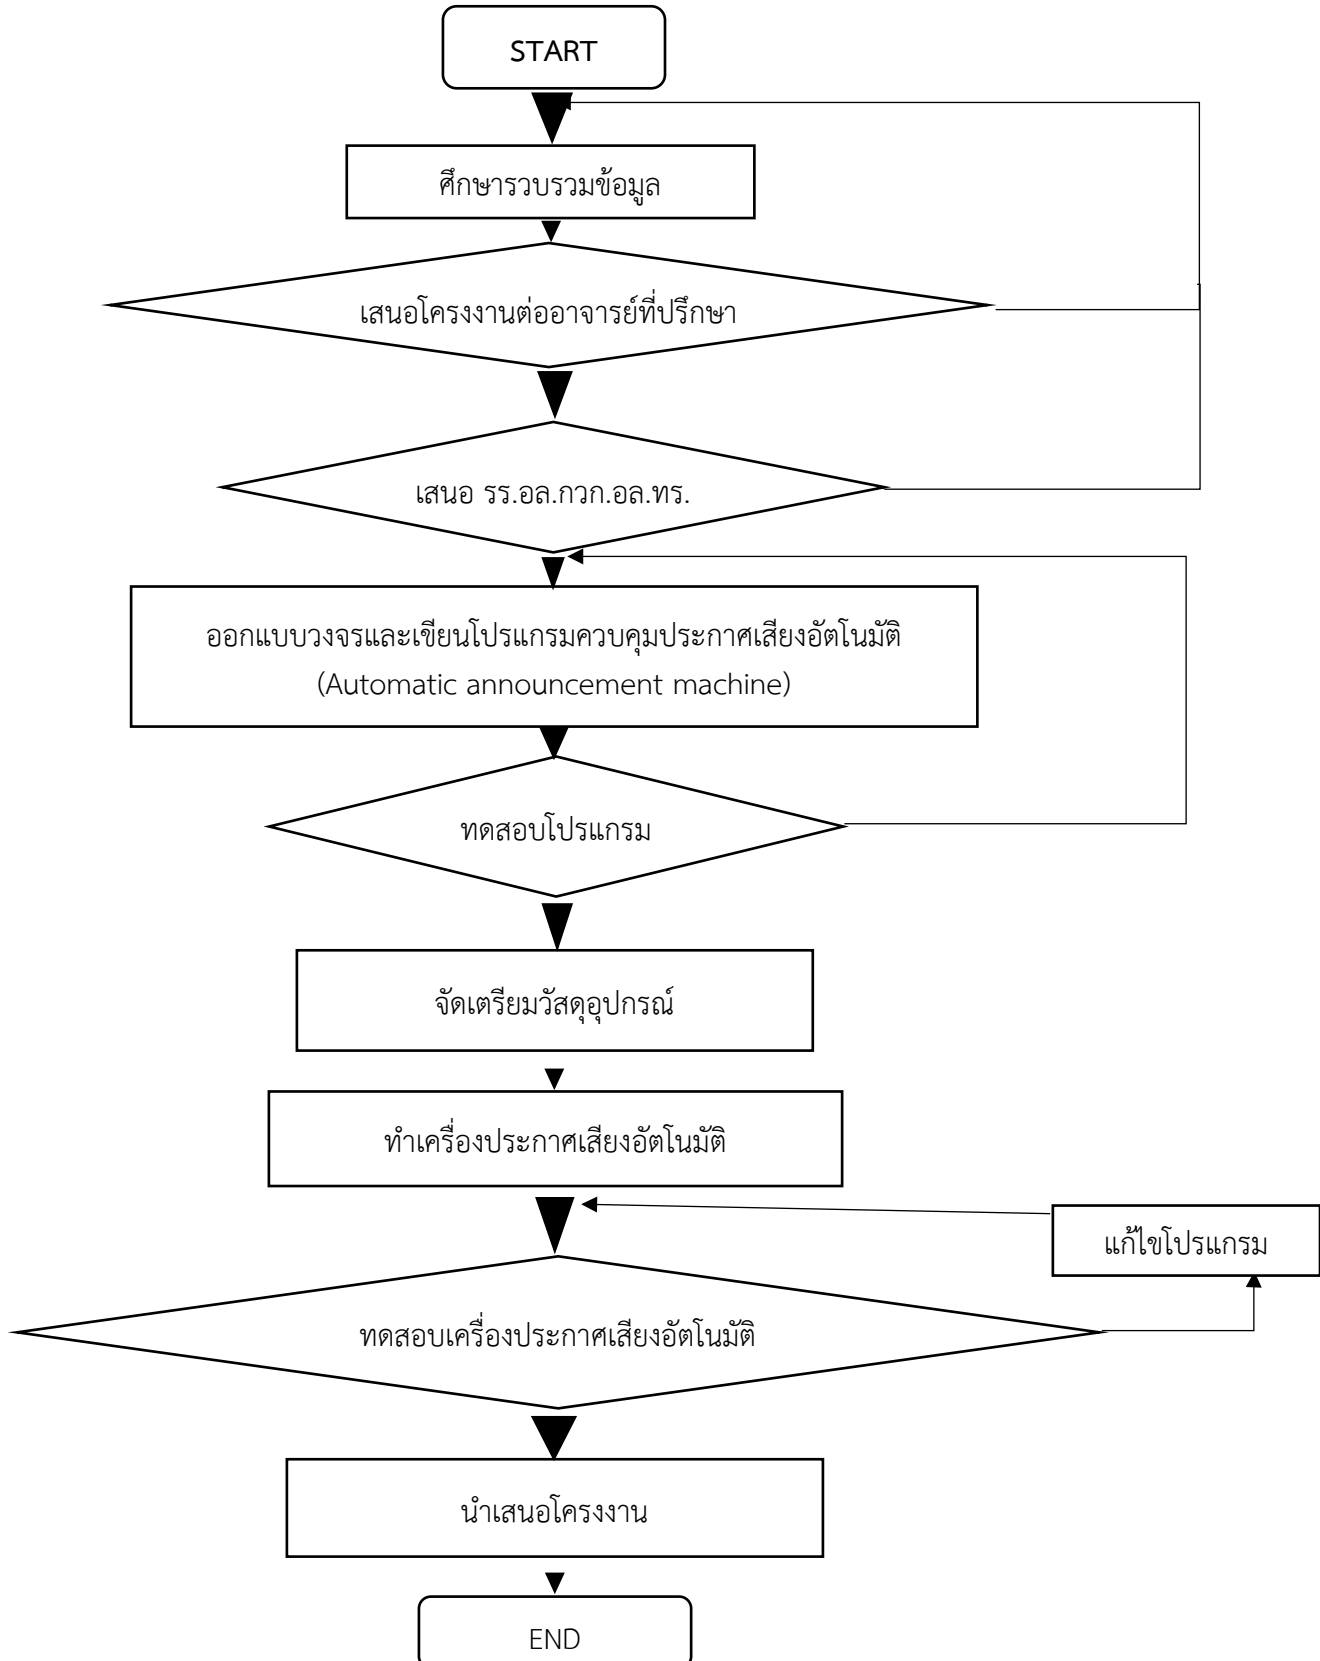 START
ศึกษารวบรวมข้อมูล
เสนอโครงงานต่ออาจารย์ที่ปรึกษา
เสนอ รร.อล.กวก.อล.ทร.
ออกแบบวงจรและเขียนโปรแกรมควบคุมประกาศเสียงอัตโนมัติ
(Automatic announcement machine)
ทดสอบโปรแกรม
จัดเตรียมวัสดุอุปกรณ์
ทำเครื่องประกาศเสียงอัตโนมัติ
แก้ไขโปรแกรม
ทดสอบเครื่องประกาศเสียงอัตโนมัติ
นำเสนอโครงงาน
END